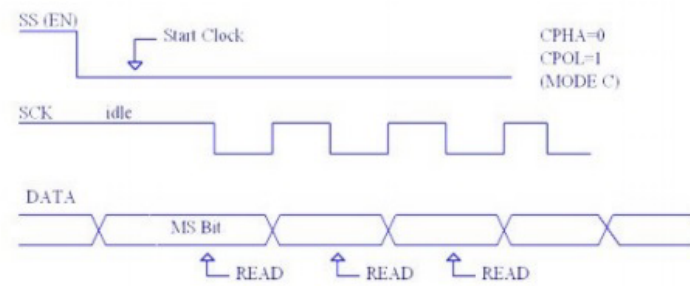 SS (EN)
Start Clock
CPHA=0
CPOL=1
(MODE C)
SCK idle
DATA
MS Bit
READ READ READ